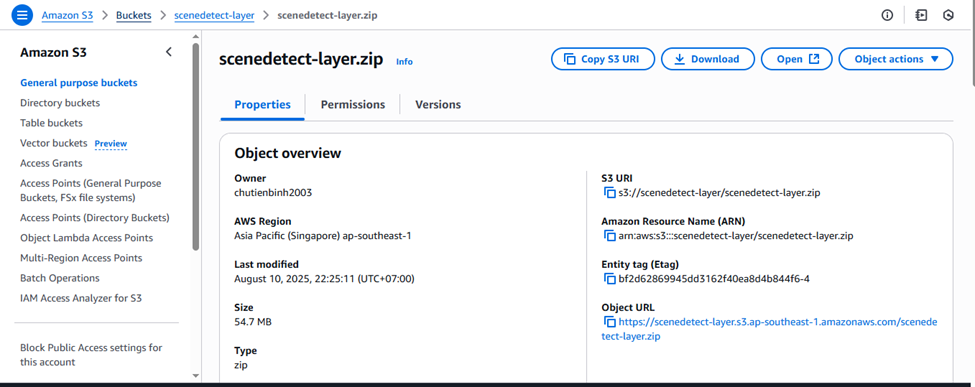 Amazon S3 > Buckets > scenedetect-layer > scenedetect-layer.zip
Amazon S3
General purpose buckets
Directory buckets
Table buckets
Vector buckets Preview
Access Grants
Access Points (General Purpose
Buckets, FSx file systems)
Access Points (Directory Buckets)
Object Lambda Access Points
Multi-Region Access Points
Batch Operations
IAM Access Analyzer for S3
Block Public Access settings for
this account
scenedetect-layer.zip Info
Copy S3 URI Download Open Object actions
Properties Permissions Versions
Object overview
Owner
chutienbinh2003
AWS Region
Asia Pacific (Singapore) ap-southeast-1
Last modified
August 10, 2025, 22:25:11 (UTC+07:00)
Size
54.7 MB
Type
zip
S3 URI
s3://scenedetect-layer/scenedetect-layer.zip
Amazon Resource Name (ARN)
arn:aws:s3:::scenedetect-layer/scenedetect-layer.zip
Entity tag (Etag)
bf2d62869945dd3162f40ea8d4b844f6-4
Object URL
https://scenedetect-layer.s3.ap-southeast-1.amazonaws.com/scenede
tect-layer.zip